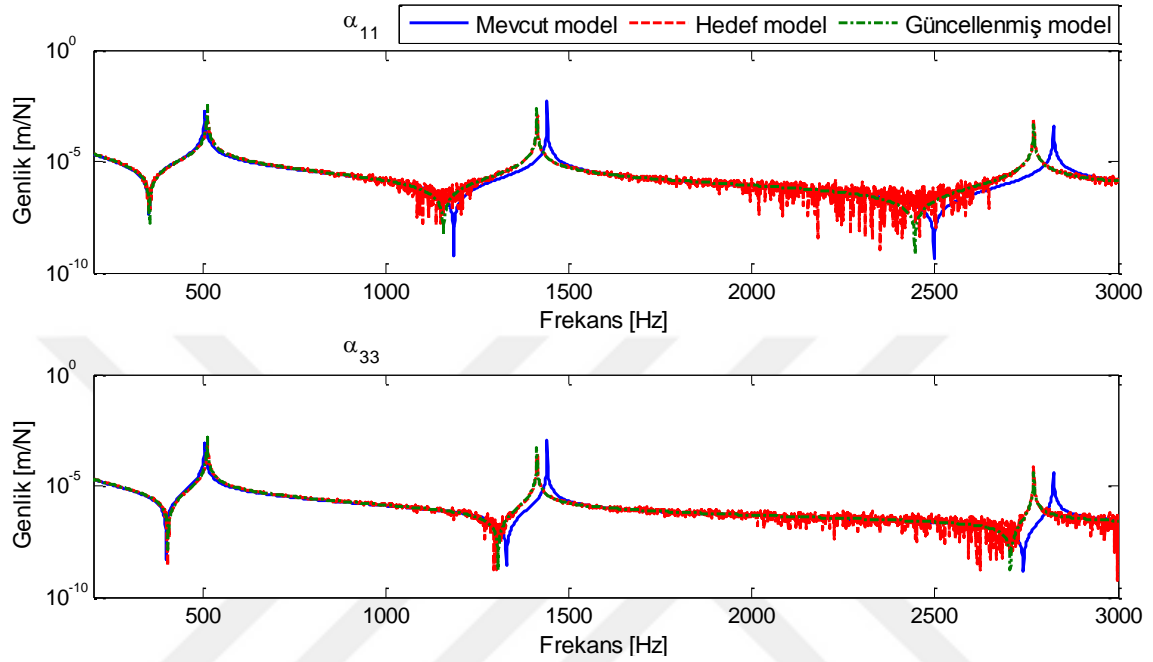 α11
Mevcut model
Hedef model
Güncellenmiş model
Genlik [m/N]
10^0
10^-5
10^-10
500
1000
1500
2000
2500
3000
Frekans [Hz]
α33
Genlik [m/N]
10^0
10^-5
10^-10
500
1000
1500
2000
2500
3000
Frekans [Hz]